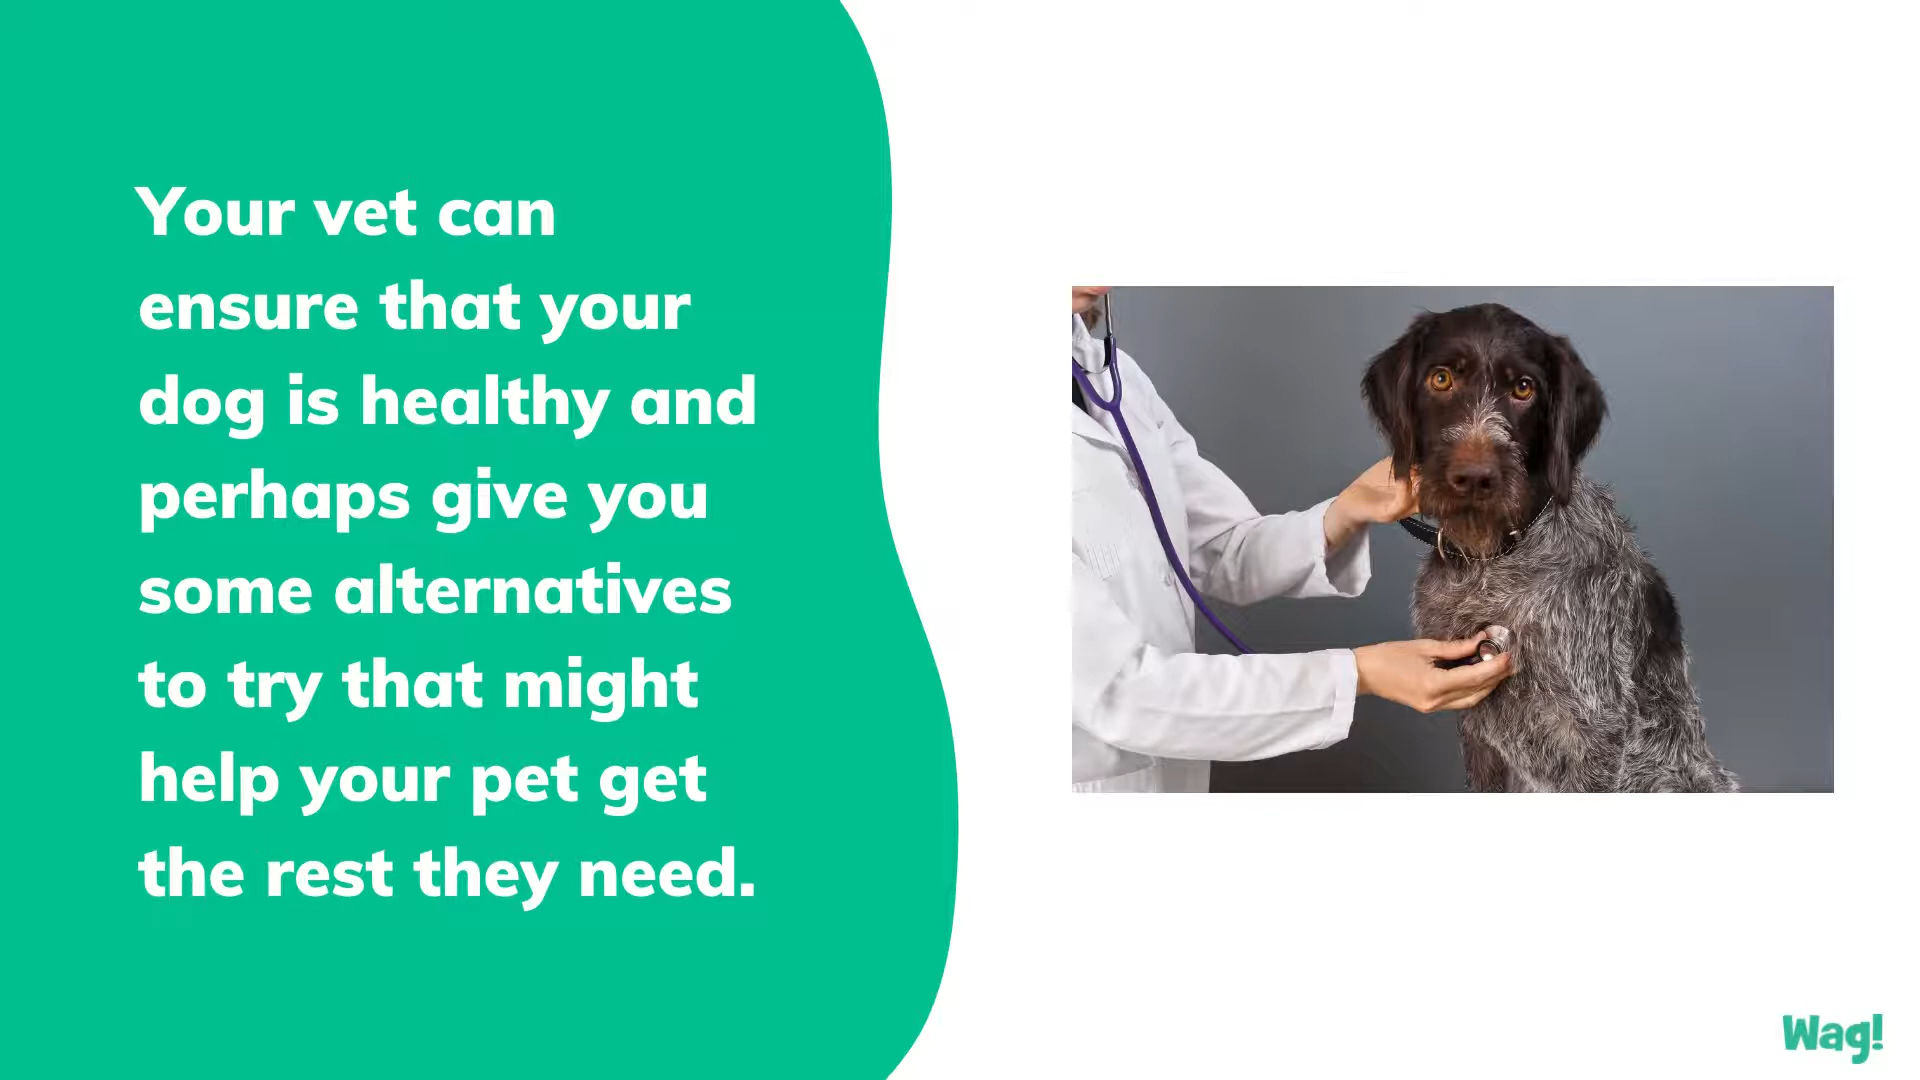 Your vet can
ensure that your
dog is healthy and
perhaps give you
some alternatives
to try that might
help your pet get
the rest they need.
Wag!